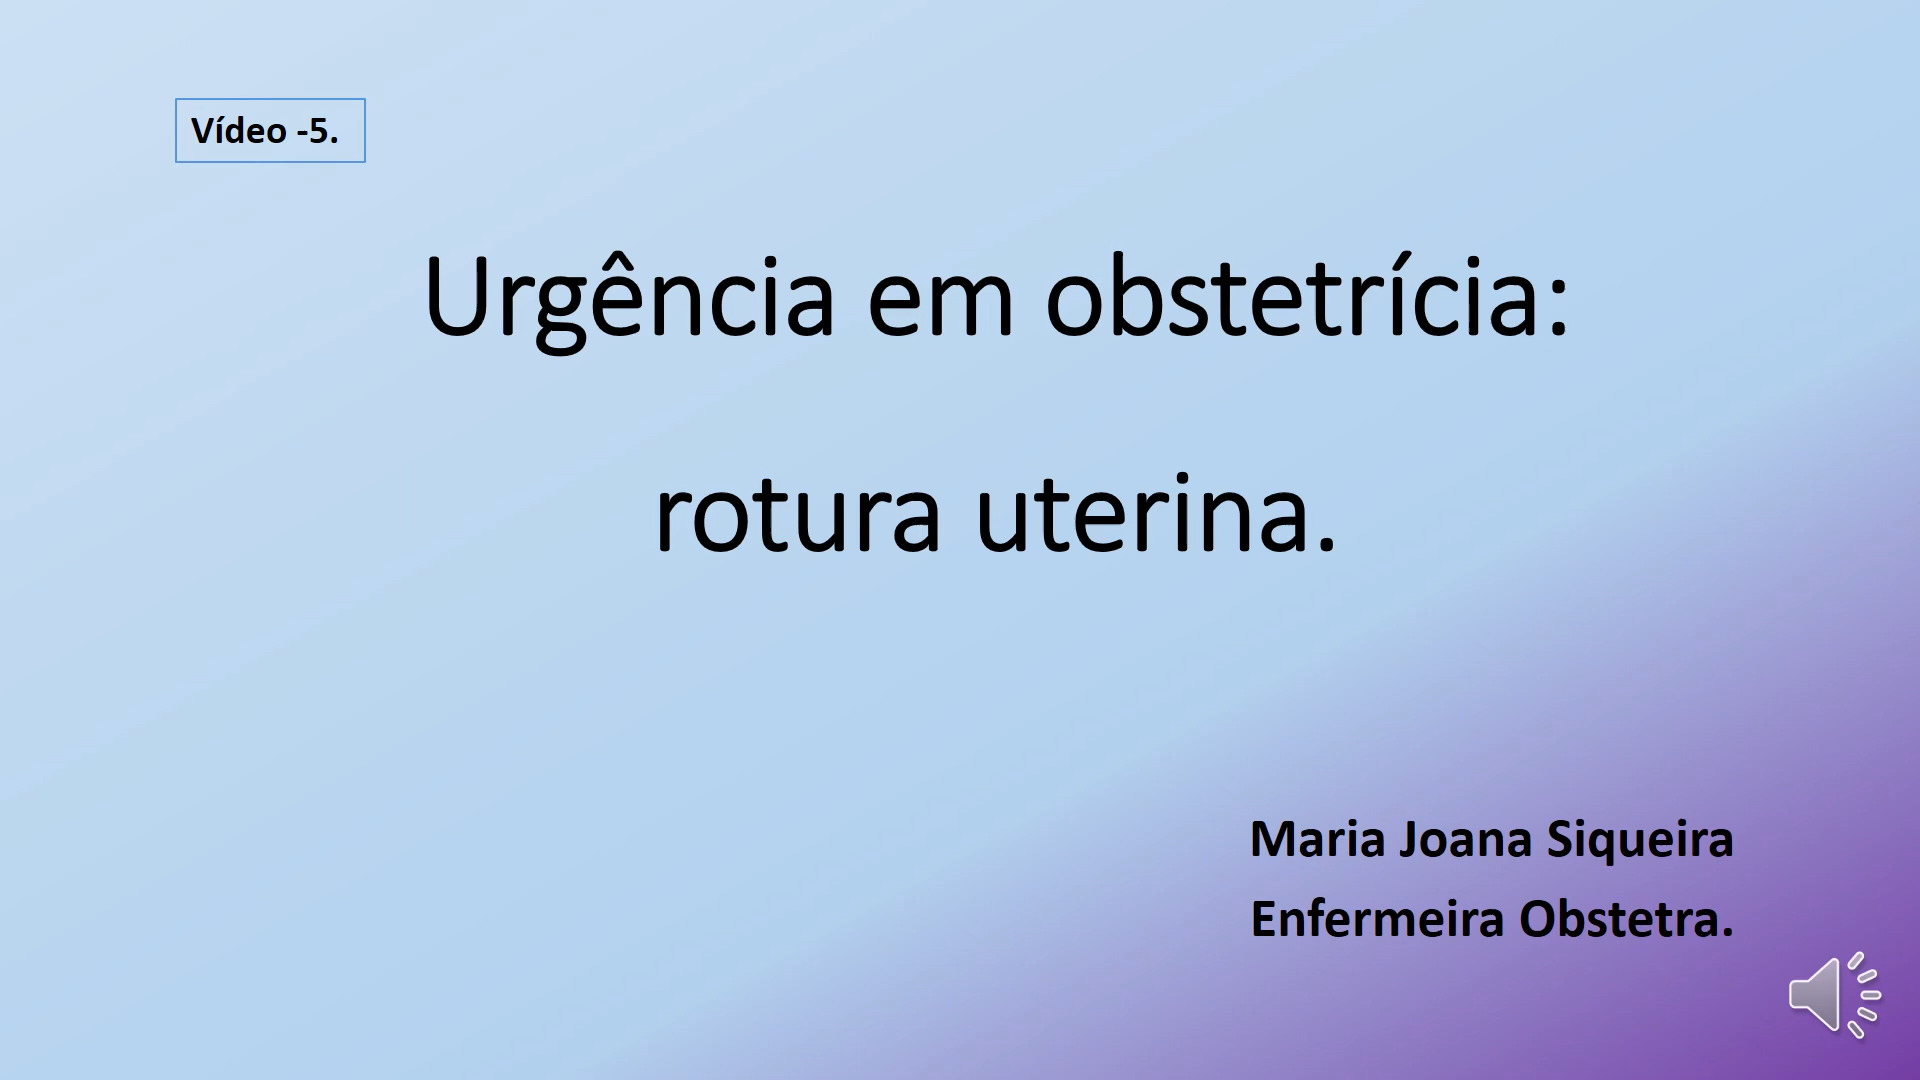 Vídeo -5.
Urgência em obstetrícia:
rotura uterina.
Maria Joana Siqueira
Enfermeira Obstetra.